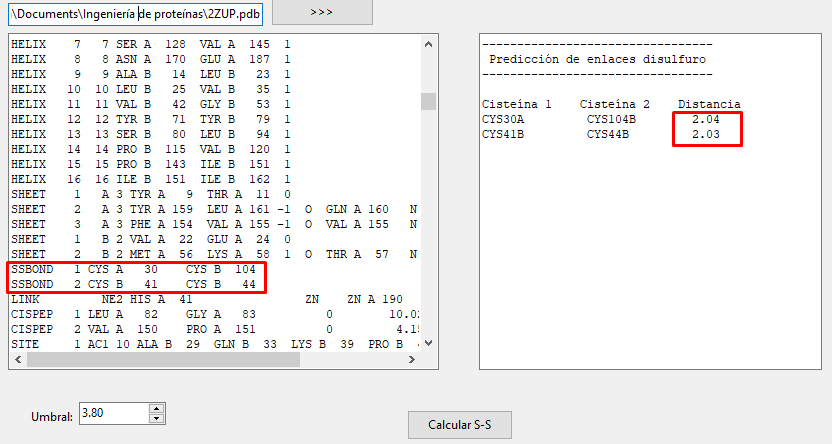 \Documents\Ingeniería de proteínas\2ZUP.pdb
>>>
HELIX 7 7 SER A 128 VAL A 145 1
HELIX 8 8 ASN A 170 GLU A 187 1
HELIX 9 9 ALA B 14 LEU B 23 1
HELIX 10 10 LEU B 25 VAL B 35 1
HELIX 11 11 VAL B 42 GLY B 53 1
HELIX 12 12 TYR B 71 TYR B 79 1
HELIX 13 13 SER B 80 LEU B 94 1
HELIX 14 14 PRO B 115 VAL B 120 1
HELIX 15 15 PRO B 143 ILE B 151 1
HELIX 16 16 ILE B 151 ILE B 162 1
SHEET 1 A 3 TYR A 9 THR A 11 0
SHEET 2 A 3 TYR A 159 LEU A 161 -1 O GLN A 160 N
SHEET 3 A 3 PHE A 154 VAL A 155 -1 O VAL A 155 N
SHEET 1 B 2 VAL A 22 GLU A 24 0
SHEET 2 B 2 MET A 56 LYS A 58 1 O THR A 57 N
SSBOND 1 CYS A 30 CYS B 104
SSBOND 2 CYS B 41 CYS B 44
LINK NE2 HIS A 41 ZN ZN A 190
CISPEP 1 LEU A 82 GLY A 83 0 10.02
CISPEP 2 VAL A 150 PRO A 151 0 4.15
SITE 1 AC1 10 ALA B 29 GLN B 33 LYS B 39 PRO B
---------------------------------
Predicción de enlaces disulfuro
---------------------------------
Cisteína 1 Cisteína 2 Distancia
CYS30A CYS104B 2.04
CYS41B CYS44B 2.03
Umbral: 3.80
Calcular S-S